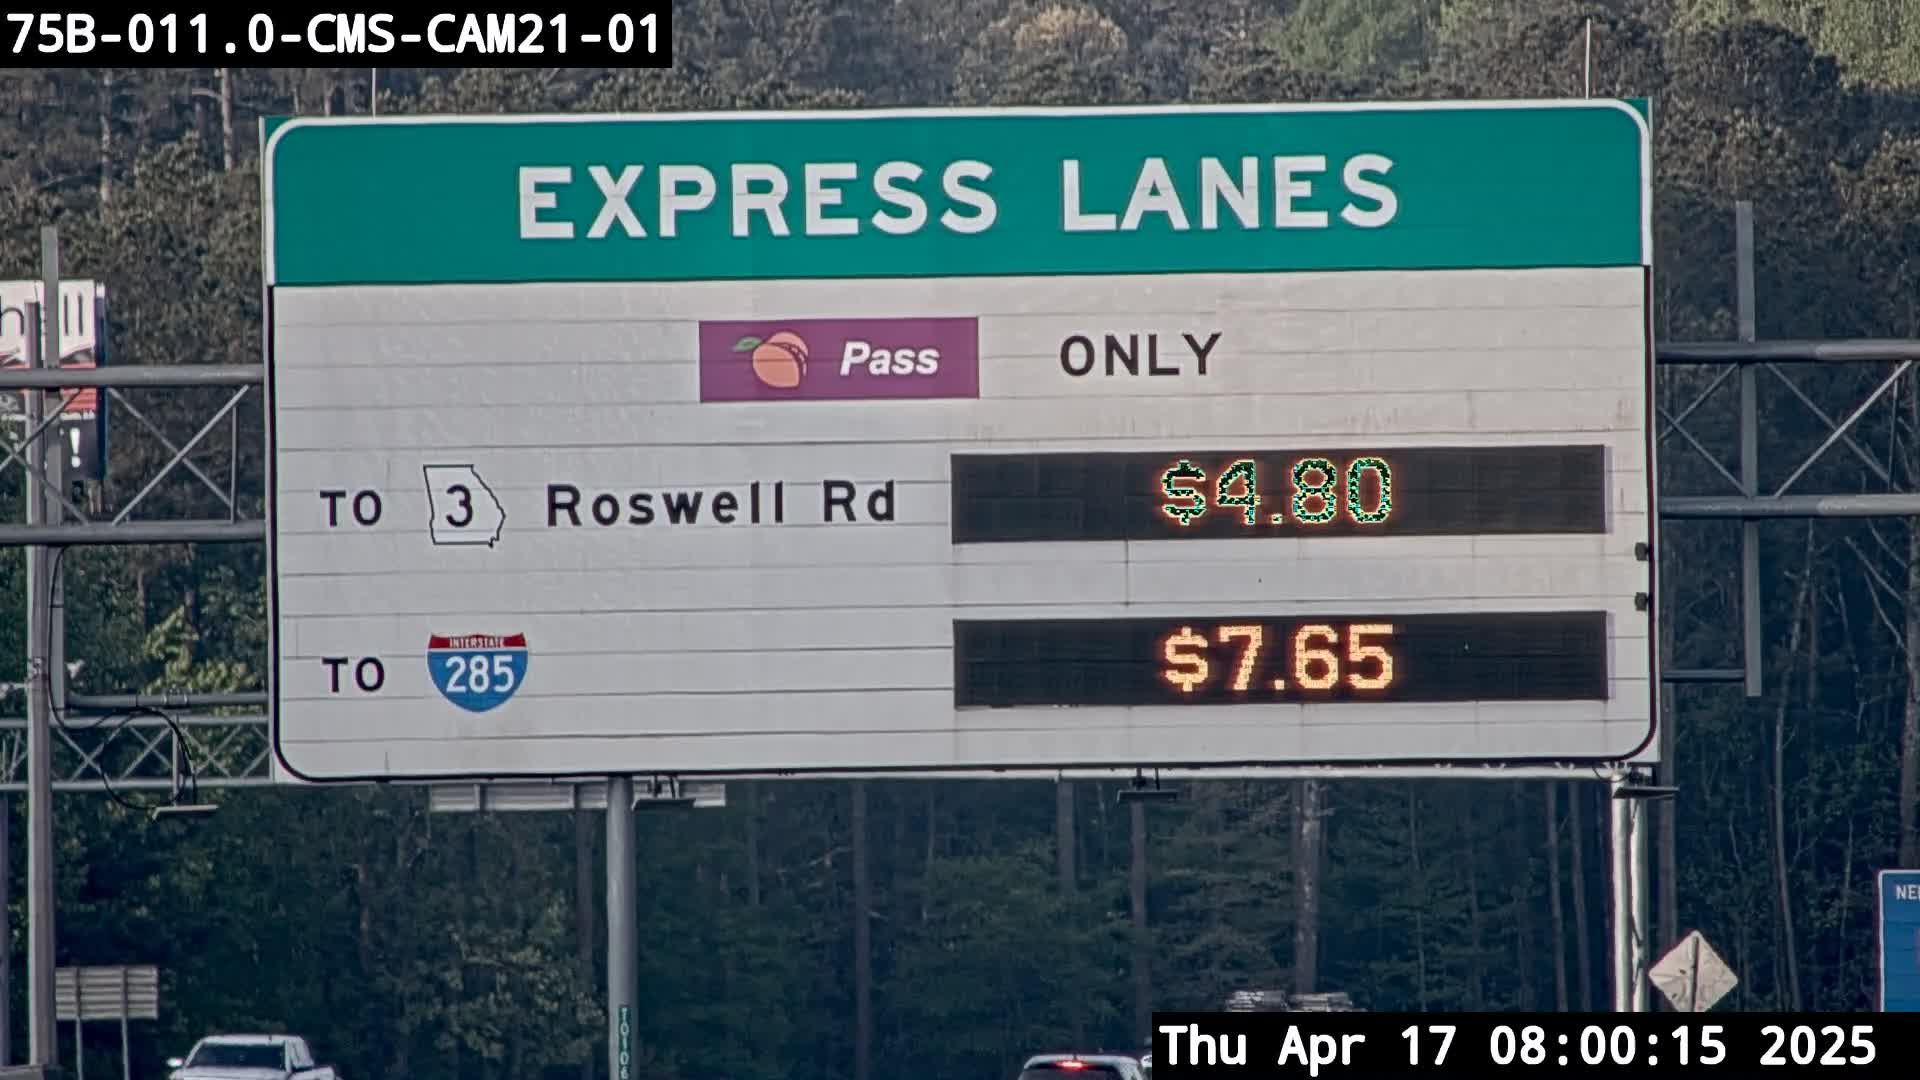 75B-011.0-CMS-CAM21-01
EXPRESS LANES
Pass ONLY
TO 3 Roswell Rd $4.80
INTERSTATE
TO 285 $7.65
Thu Apr 17 08:00:15 2025